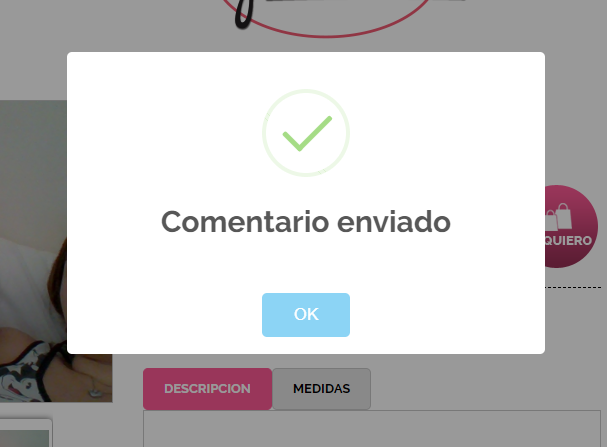 Comentario enviado
QUIERO
OK
DESCRIPCION
MEDIDAS